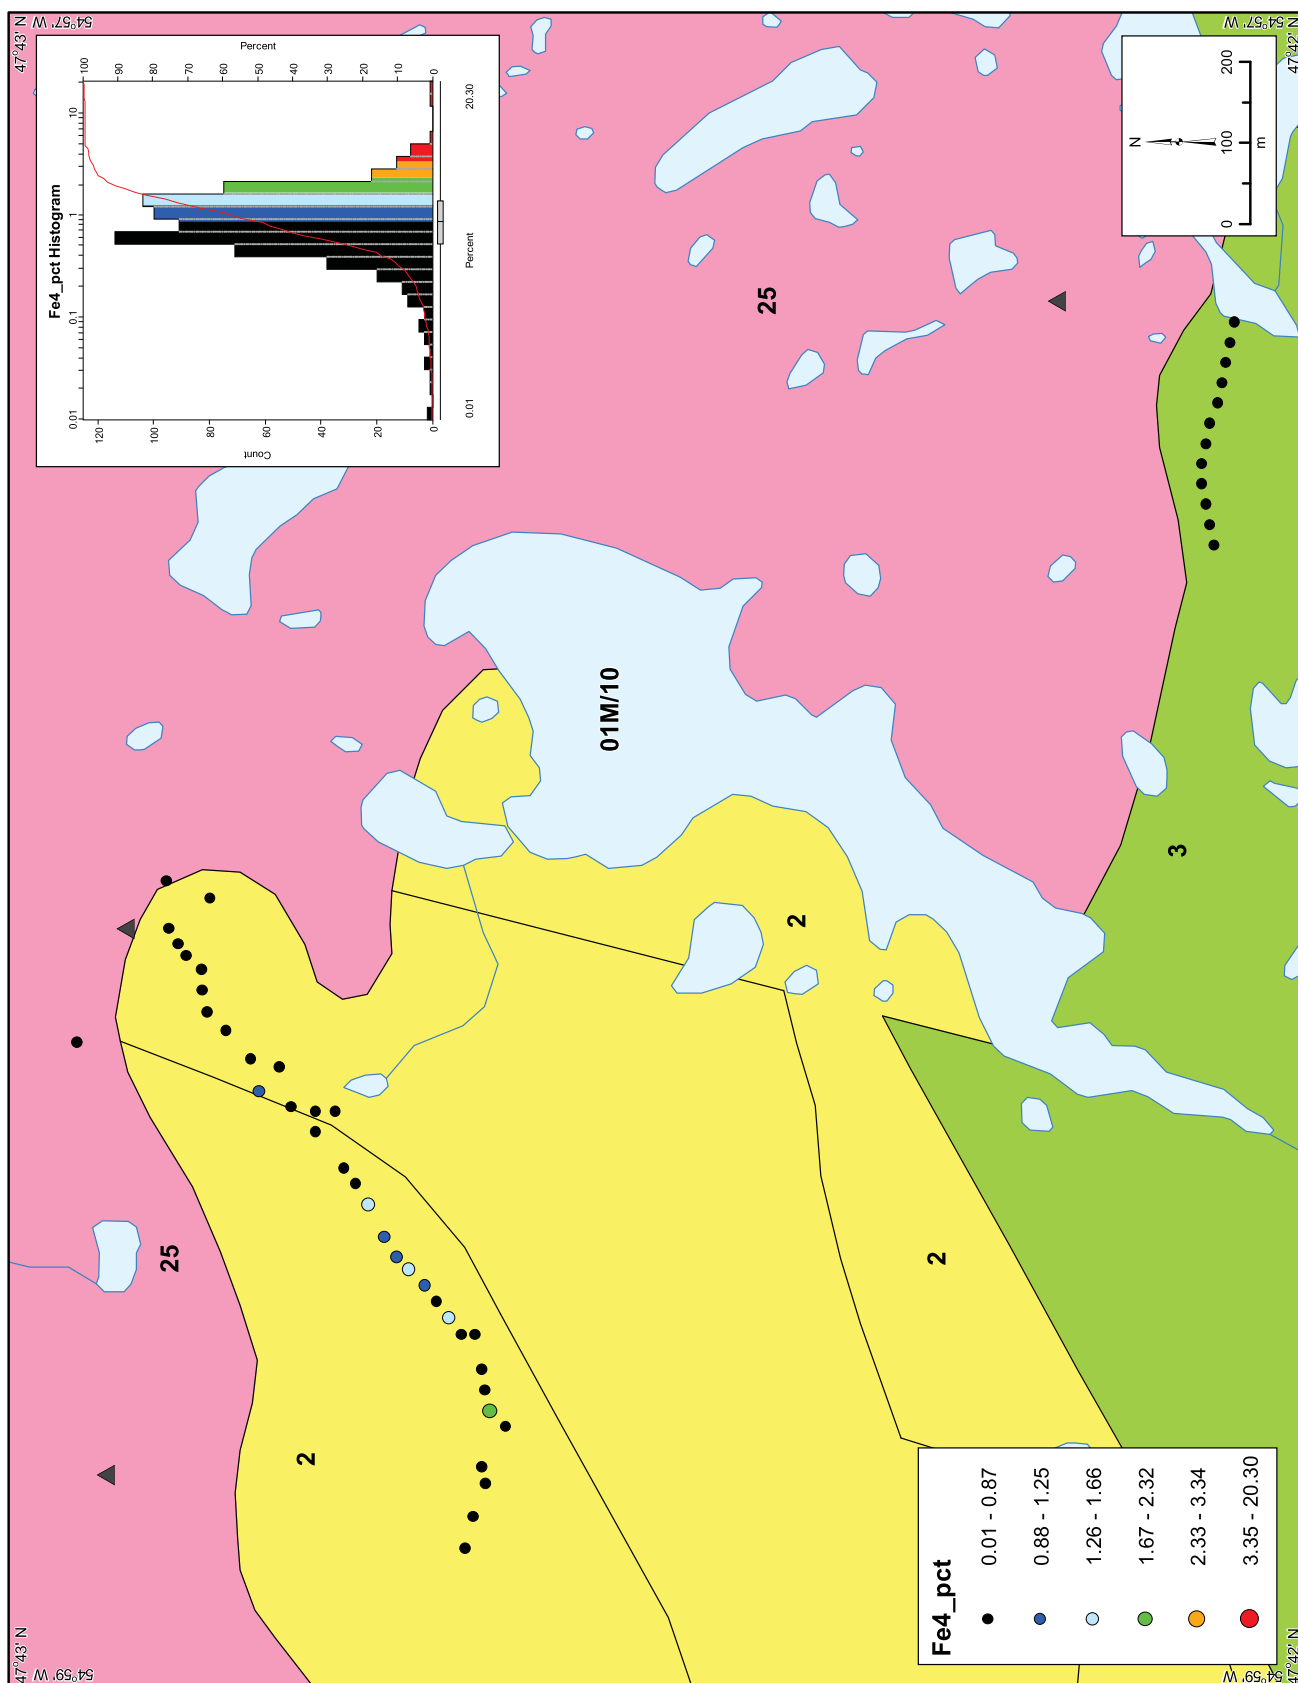 47°43' N
54°59' W
47°43' N
54°57' W
Fe4_pct Histogram
0.01
0.1
1
10
Count
120
100
80
60
40
20
0
Percent
100
90
80
70
60
50
40
30
20
10
0
0.01
Percent
20.30
25
25
2
01M/10
2
2
3
N
0
100
200
m
Fe4_pct
0.01 - 0.87
0.88 - 1.25
1.26 - 1.66
1.67 - 2.32
2.33 - 3.34
3.35 - 20.30
47°42' N
54°59' W
47°42' N
54°57' W